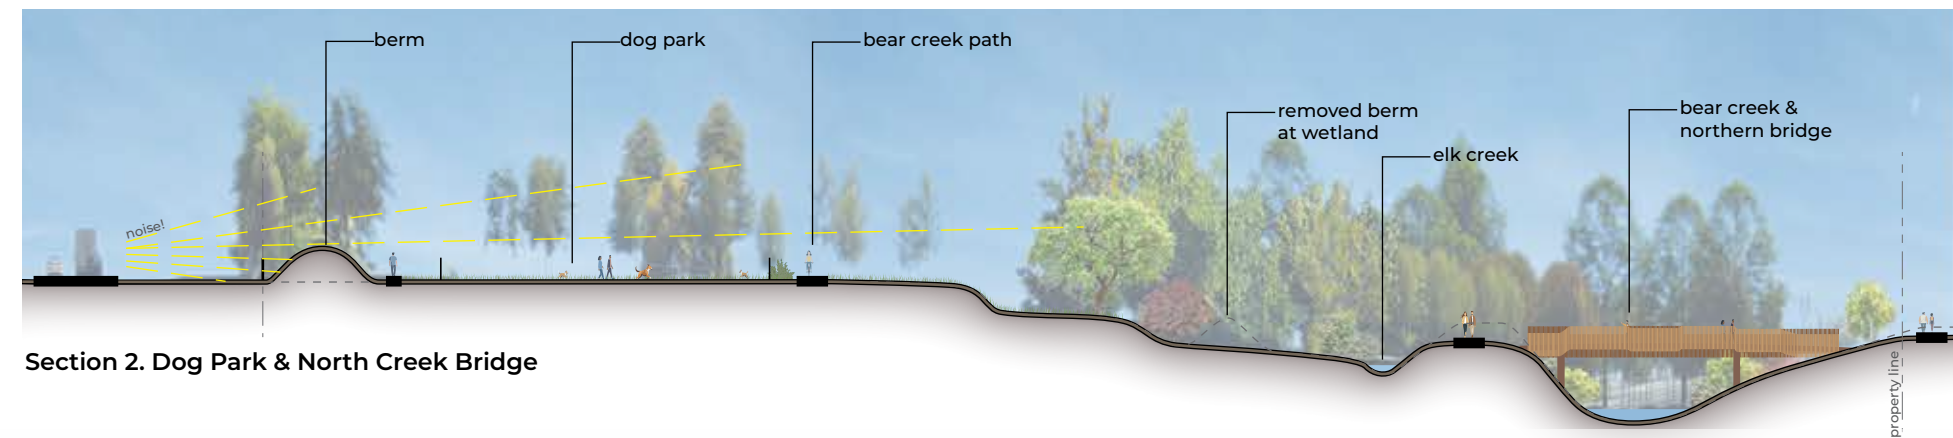 berm
dog park
bear creek path
removed berm
at wetland
elk creek
bear creek &
northern bridge
noise!
property line
Section 2. Dog Park & North Creek Bridge